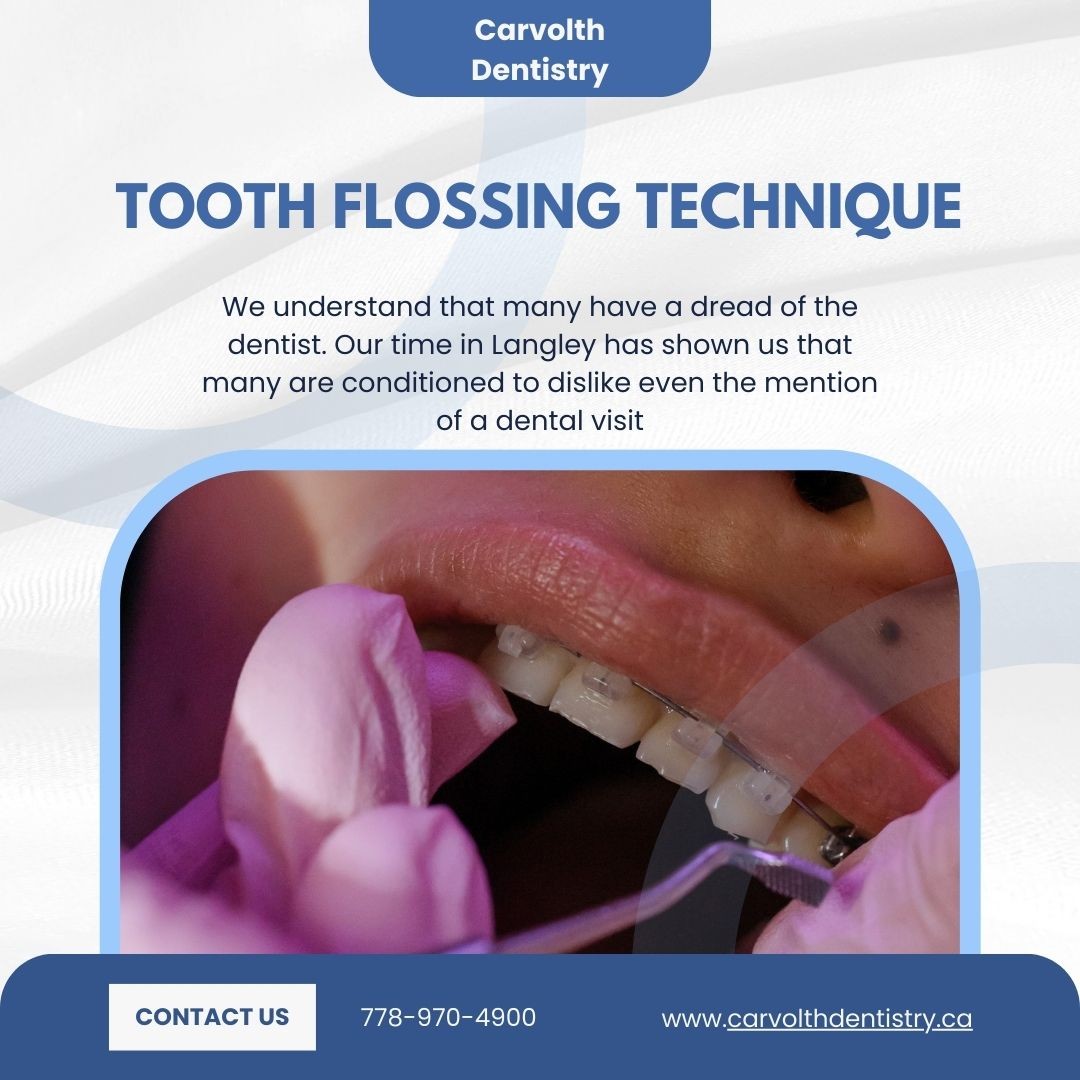 Carvolth
Dentistry
TOOTH FLOSSING TECHNIQUE
We understand that many have a dread of the
dentist. Our time in Langley has shown us that
many are conditioned to dislike even the mention
of a dental visit
CONTACT US
778-970-4900
www.carvolthdentistry.ca